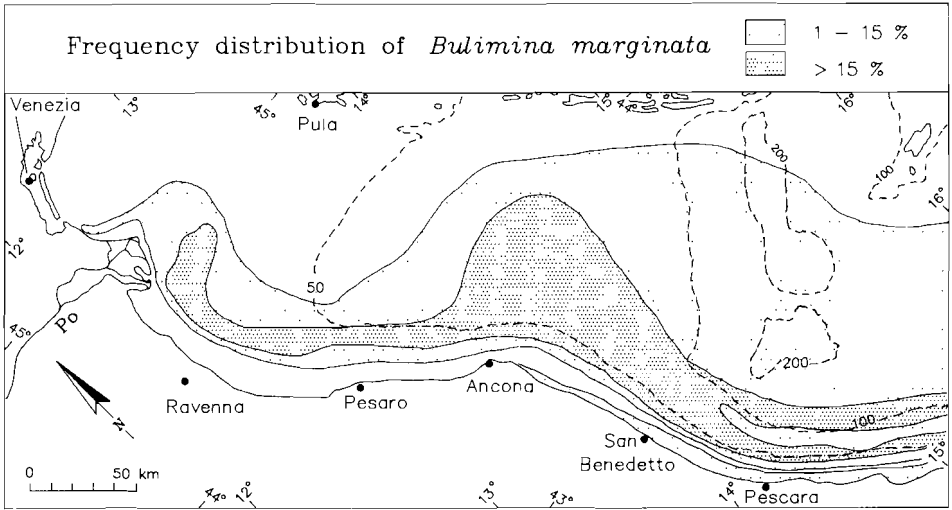 Frequency distribution of Bulimina marginata
1 – 15 %
> 15 %
Venezia
13°
45°
14°
15
44°
16°
Pula
200
100
16°
12°
50
45°
Po
200
Ravenna
Pesaro
Ancona
100
N
San
Benedetto
15°
0 50 km
44°
12°
13°
43°
14°
Pescara